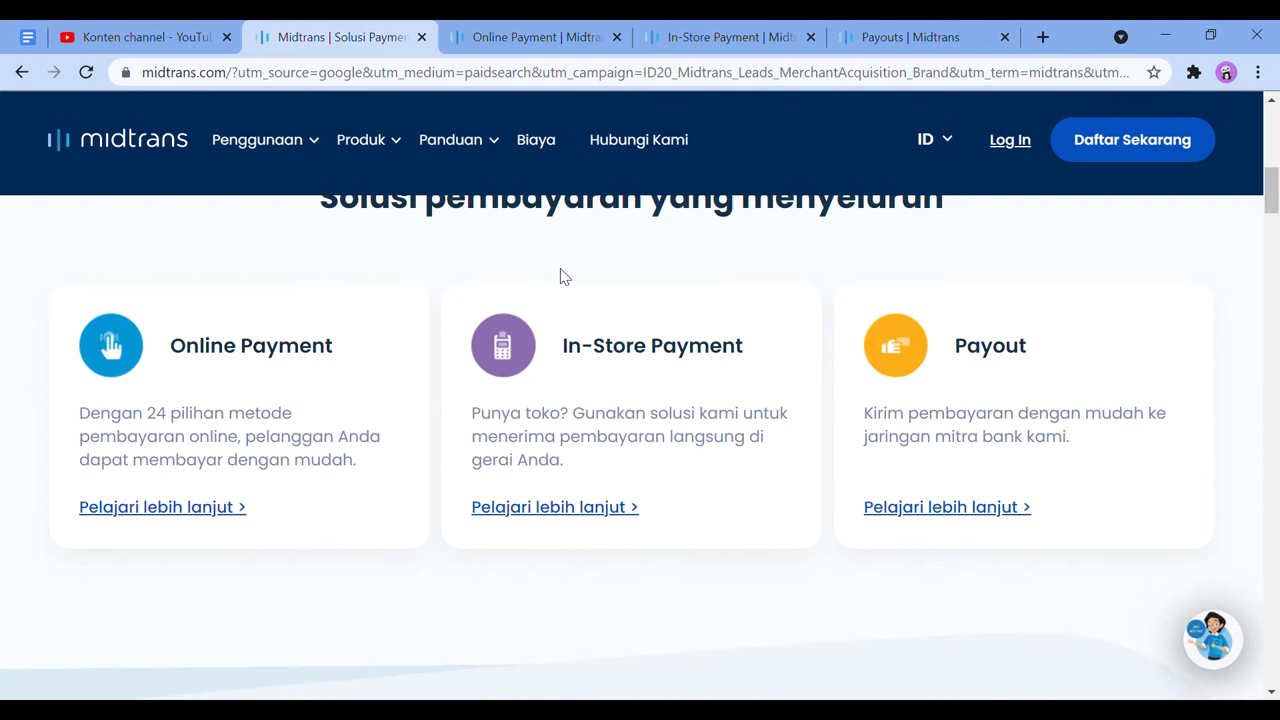 Konten channel - YouTu
Midtrans | Solusi Paymen
Online Payment | Midtra
In-Store Payment | Midt
Payouts | Midtrans
midtrans.com/?utm_source=google&utm_medium=paidsearch&utm_campaign=ID20_Midtrans_Leads_MerchantAcquisition_Brand&utm_term=midtrans&utm...
midtrans
Penggunaan
Produk
Panduan
Biaya
Hubungi Kami
ID
Log In
Daftar Sekarang
Solusi pembayaran yang menyeluruh
Online Payment
Dengan 24 pilihan metode
pembayaran online, pelanggan Anda
dapat membayar dengan mudah.
Pelajari lebih lanjut >
In-Store Payment
Punya toko? Gunakan solusi kami untuk
menerima pembayaran langsung di
gerai Anda.
Pelajari lebih lanjut >
Payout
Kirim pembayaran dengan mudah ke
jaringan mitra bank kami.
Pelajari lebih lanjut >